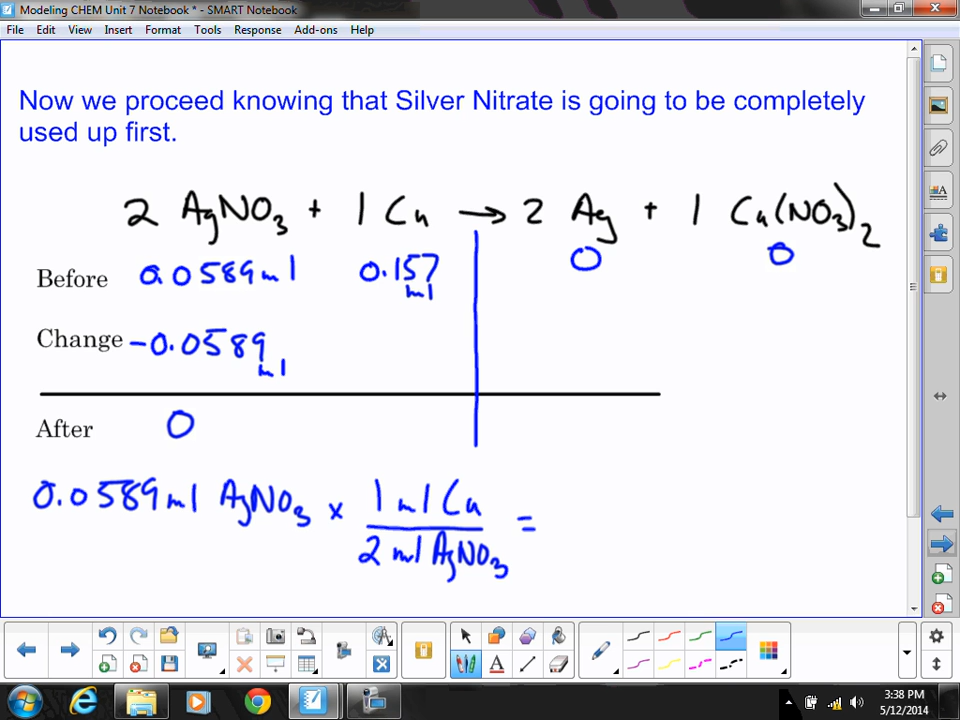 Modeling CHEM Unit 7 Notebook * - SMART Notebook
File Edit View Insert Format Tools Response Add-ons Help
Now we proceed knowing that Silver Nitrate is going to be completely
used up first.
2 AgNO3 + 1 Cu → 2 Ag + 1 Cu(NO3)2
Before 0.0589 ml 0.157 ml 0 0
Change -0.0589 ml
After 0
0.0589 ml AgNO3 x 1 ml Cu =
2 ml AgNO3
A
3:38 PM
5/12/2014